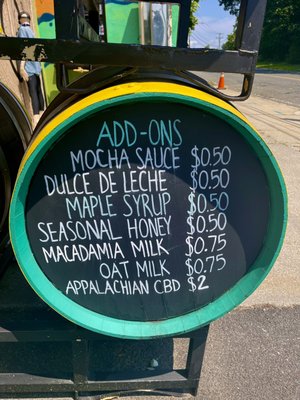 ADD-ONS
MOCHA SAUCE $0.50
DULCE DE LECHE $0.50
MAPLE SYRUP $0.50
SEASONAL HONEY $0.50
MACADAMIA MILK $0.75
OAT MILK $0.75
APPALACHIAN CBD $2